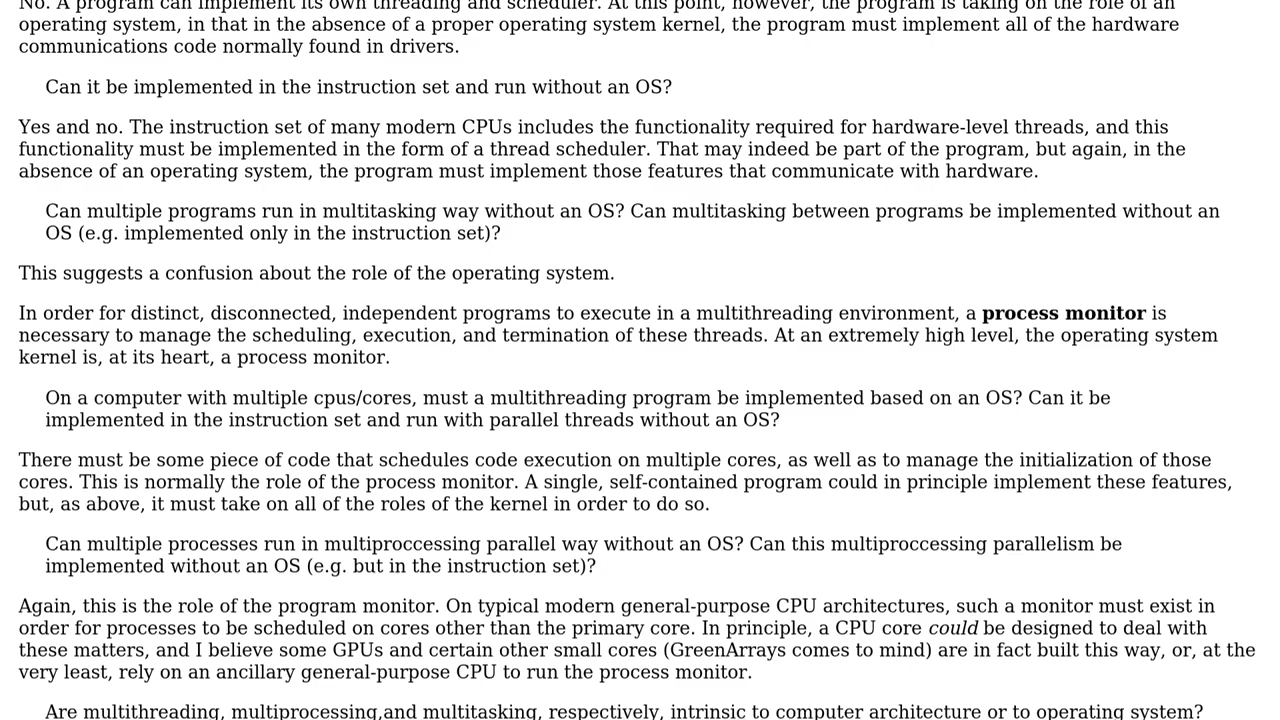 No. A program can implement its own threading and scheduler. At this point, however, the program is taking on the role of an
operating system, in that in the absence of a proper operating system kernel, the program must implement all of the hardware
communications code normally found in drivers.
Can it be implemented in the instruction set and run without an OS?
Yes and no. The instruction set of many modern CPUs includes the functionality required for hardware-level threads, and this
functionality must be implemented in the form of a thread scheduler. That may indeed be part of the program, but again, in the
absence of an operating system, the program must implement those features that communicate with hardware.
Can multiple programs run in multitasking way without an OS? Can multitasking between programs be implemented without an
OS (e.g. implemented only in the instruction set)?
This suggests a confusion about the role of the operating system.
In order for distinct, disconnected, independent programs to execute in a multithreading environment, a process monitor is
necessary to manage the scheduling, execution, and termination of these threads. At an extremely high level, the operating system
kernel is, at its heart, a process monitor.
On a computer with multiple cpus/cores, must a multithreading program be implemented based on an OS? Can it be
implemented in the instruction set and run with parallel threads without an OS?
There must be some piece of code that schedules code execution on multiple cores, as well as to manage the initialization of those
cores. This is normally the role of the process monitor. A single, self-contained program could in principle implement these features,
but, as above, it must take on all of the roles of the kernel in order to do so.
Can multiple processes run in multiproccessing parallel way without an OS? Can this multiproccessing parallelism be
implemented without an OS (e.g. but in the instruction set)?
Again, this is the role of the program monitor. On typical modern general-purpose CPU architectures, such a monitor must exist in
order for processes to be scheduled on cores other than the primary core. In principle, a CPU core could be designed to deal with
these matters, and I believe some GPUs and certain other small cores (GreenArrays comes to mind) are in fact built this way, or, at the
very least, rely on an ancillary general-purpose CPU to run the process monitor.
Are multithreading, multiprocessing,and multitasking, respectively, intrinsic to computer architecture or to operating system?